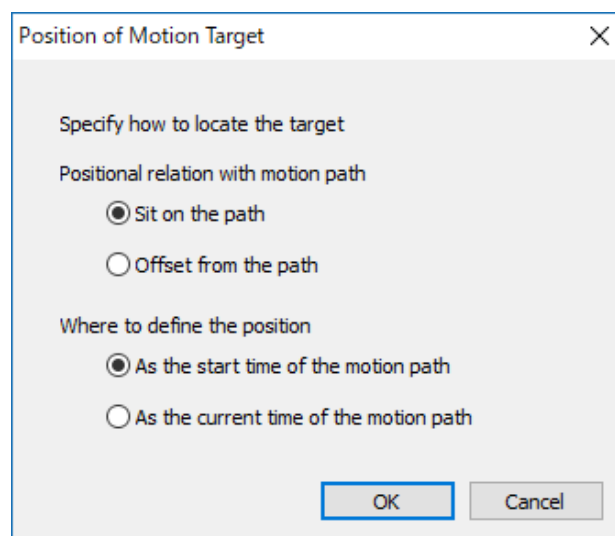 Position of Motion Target
Specify how to locate the target
Positional relation with motion path
Sit on the path
Offset from the path
Where to define the position
As the start time of the motion path
As the current time of the motion path
OK
Cancel